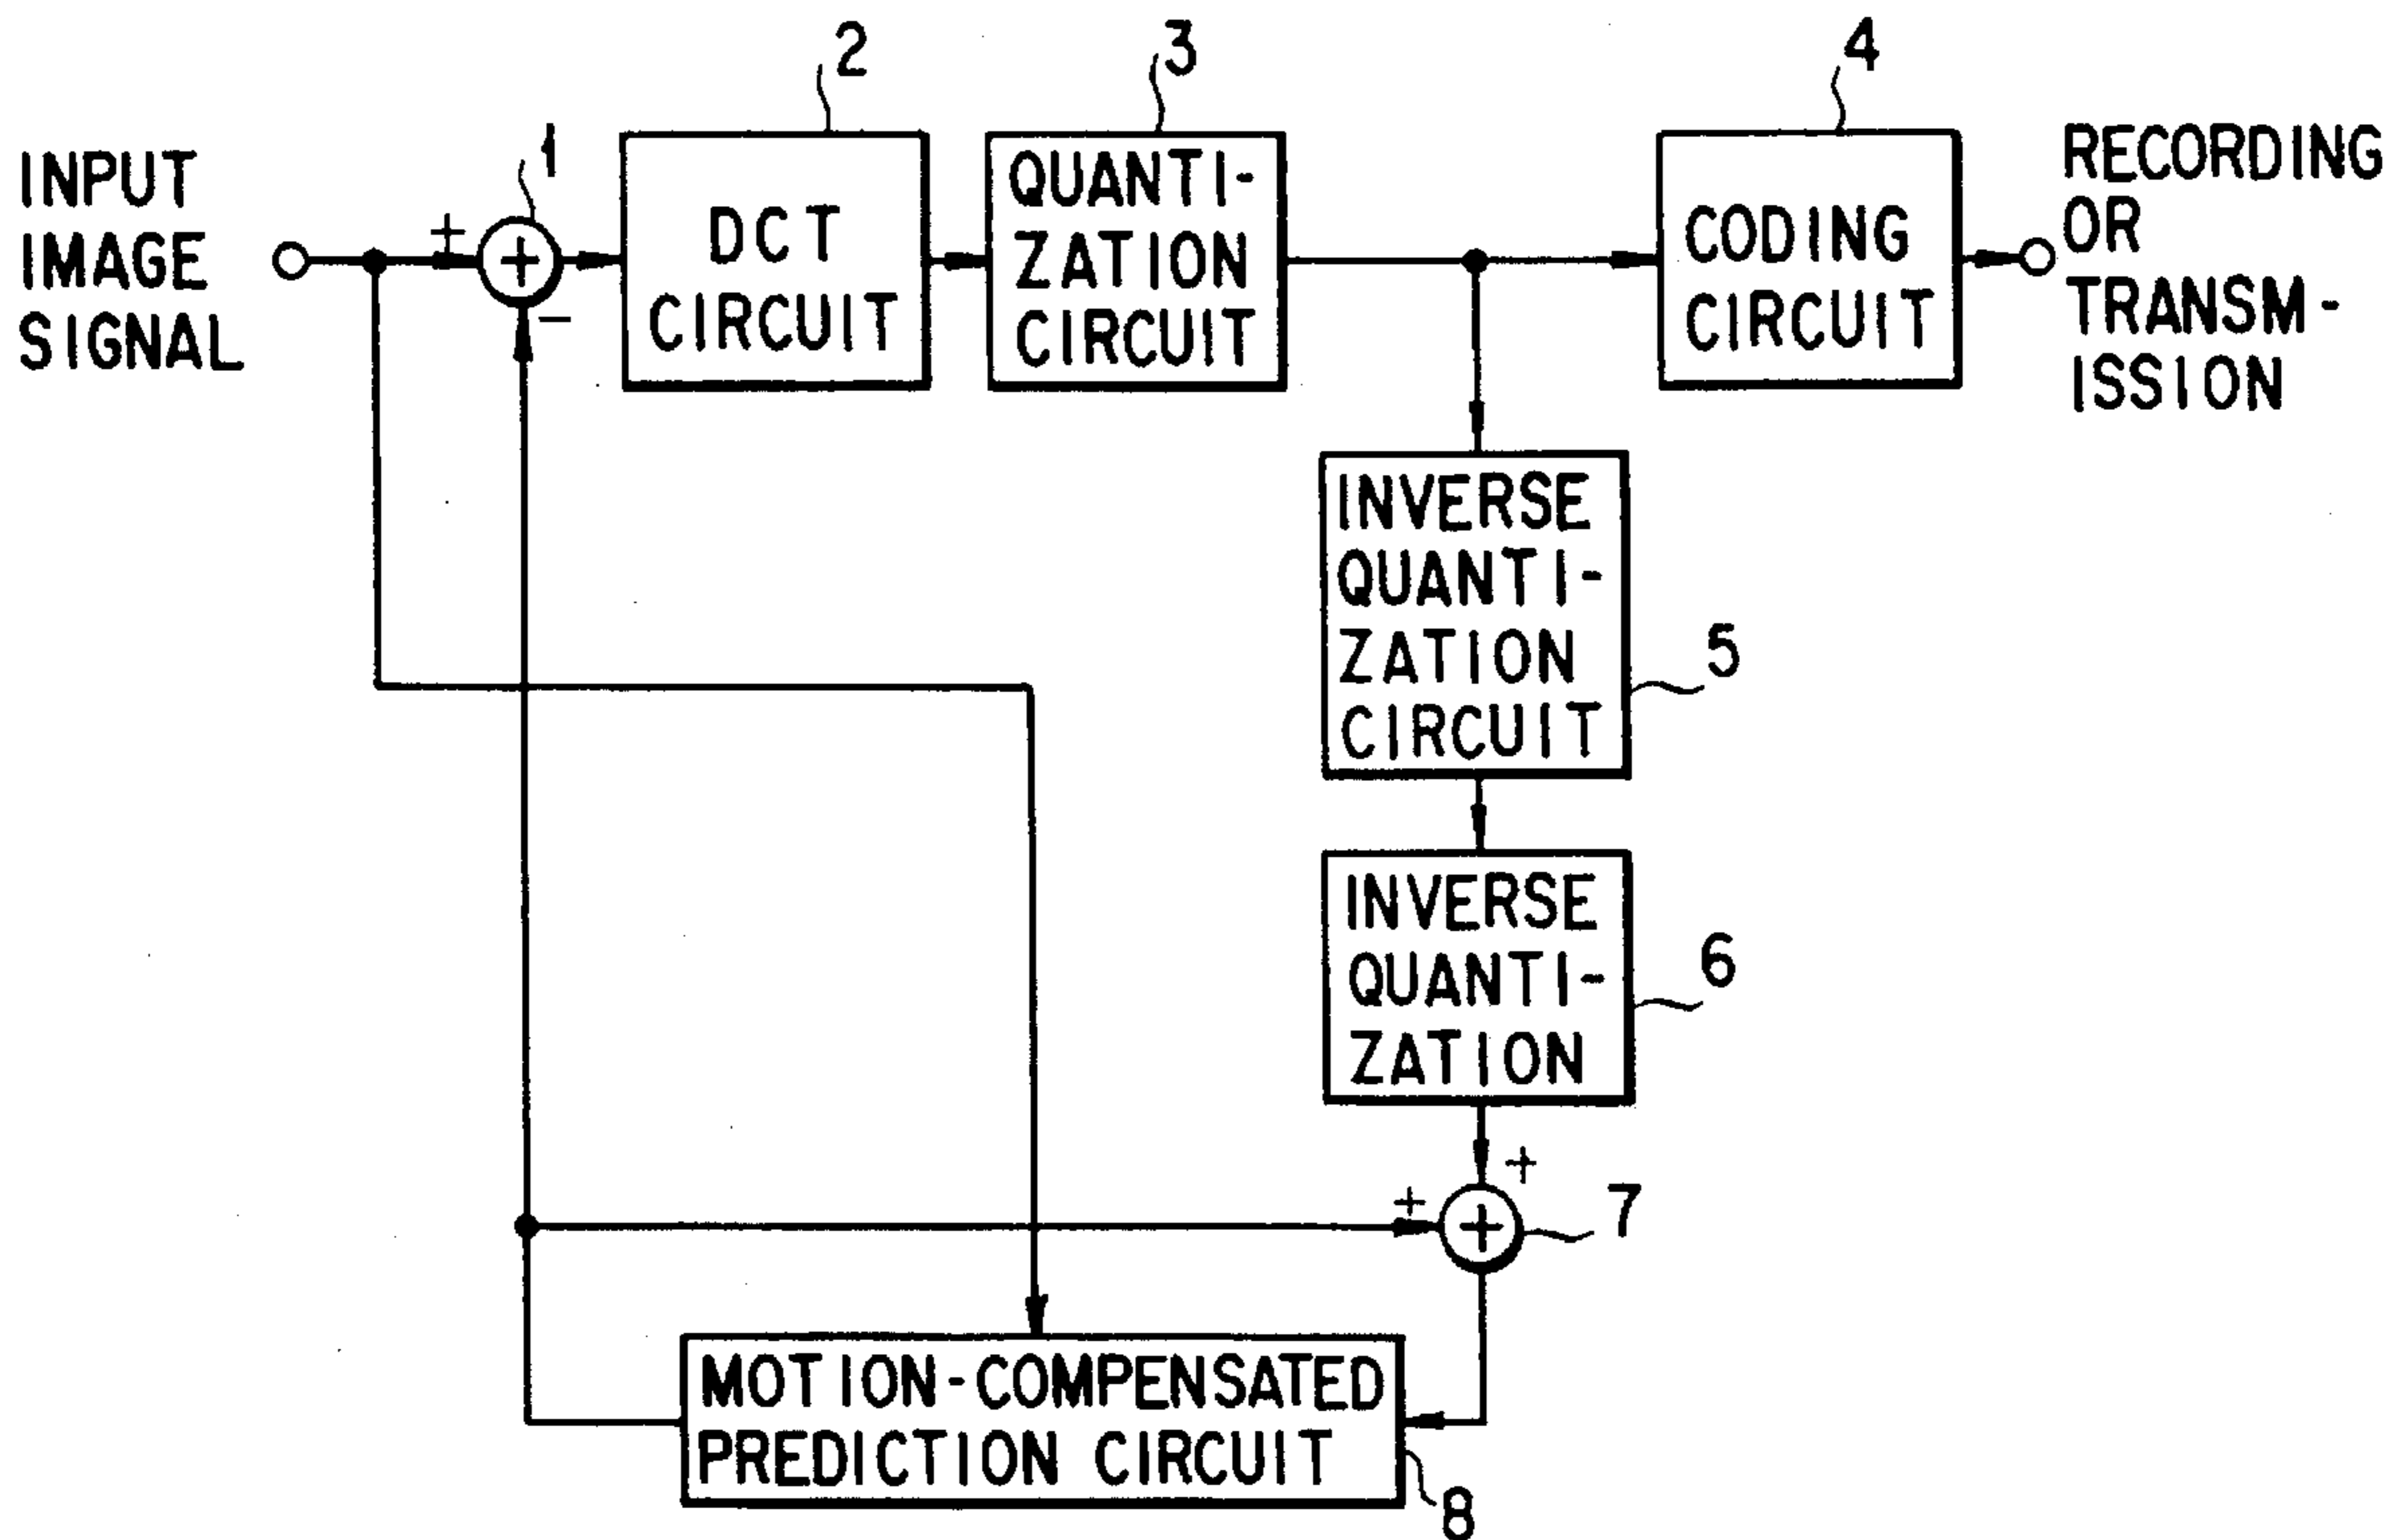 2
3
4
1
INPUT
IMAGE
SIGNAL
+
+
-
DCT
CIRCUIT
QUANTI-
ZATION
CIRCUIT
CODING
CIRCUIT
RECORDING
OR
TRANSM-
ISSION
INVERSE
QUANTI-
ZATION
CIRCUIT
5
INVERSE
QUANTI-
ZATION
6
+
+
+
7
MOTION-COMPENSATED
PREDICTION CIRCUIT
8